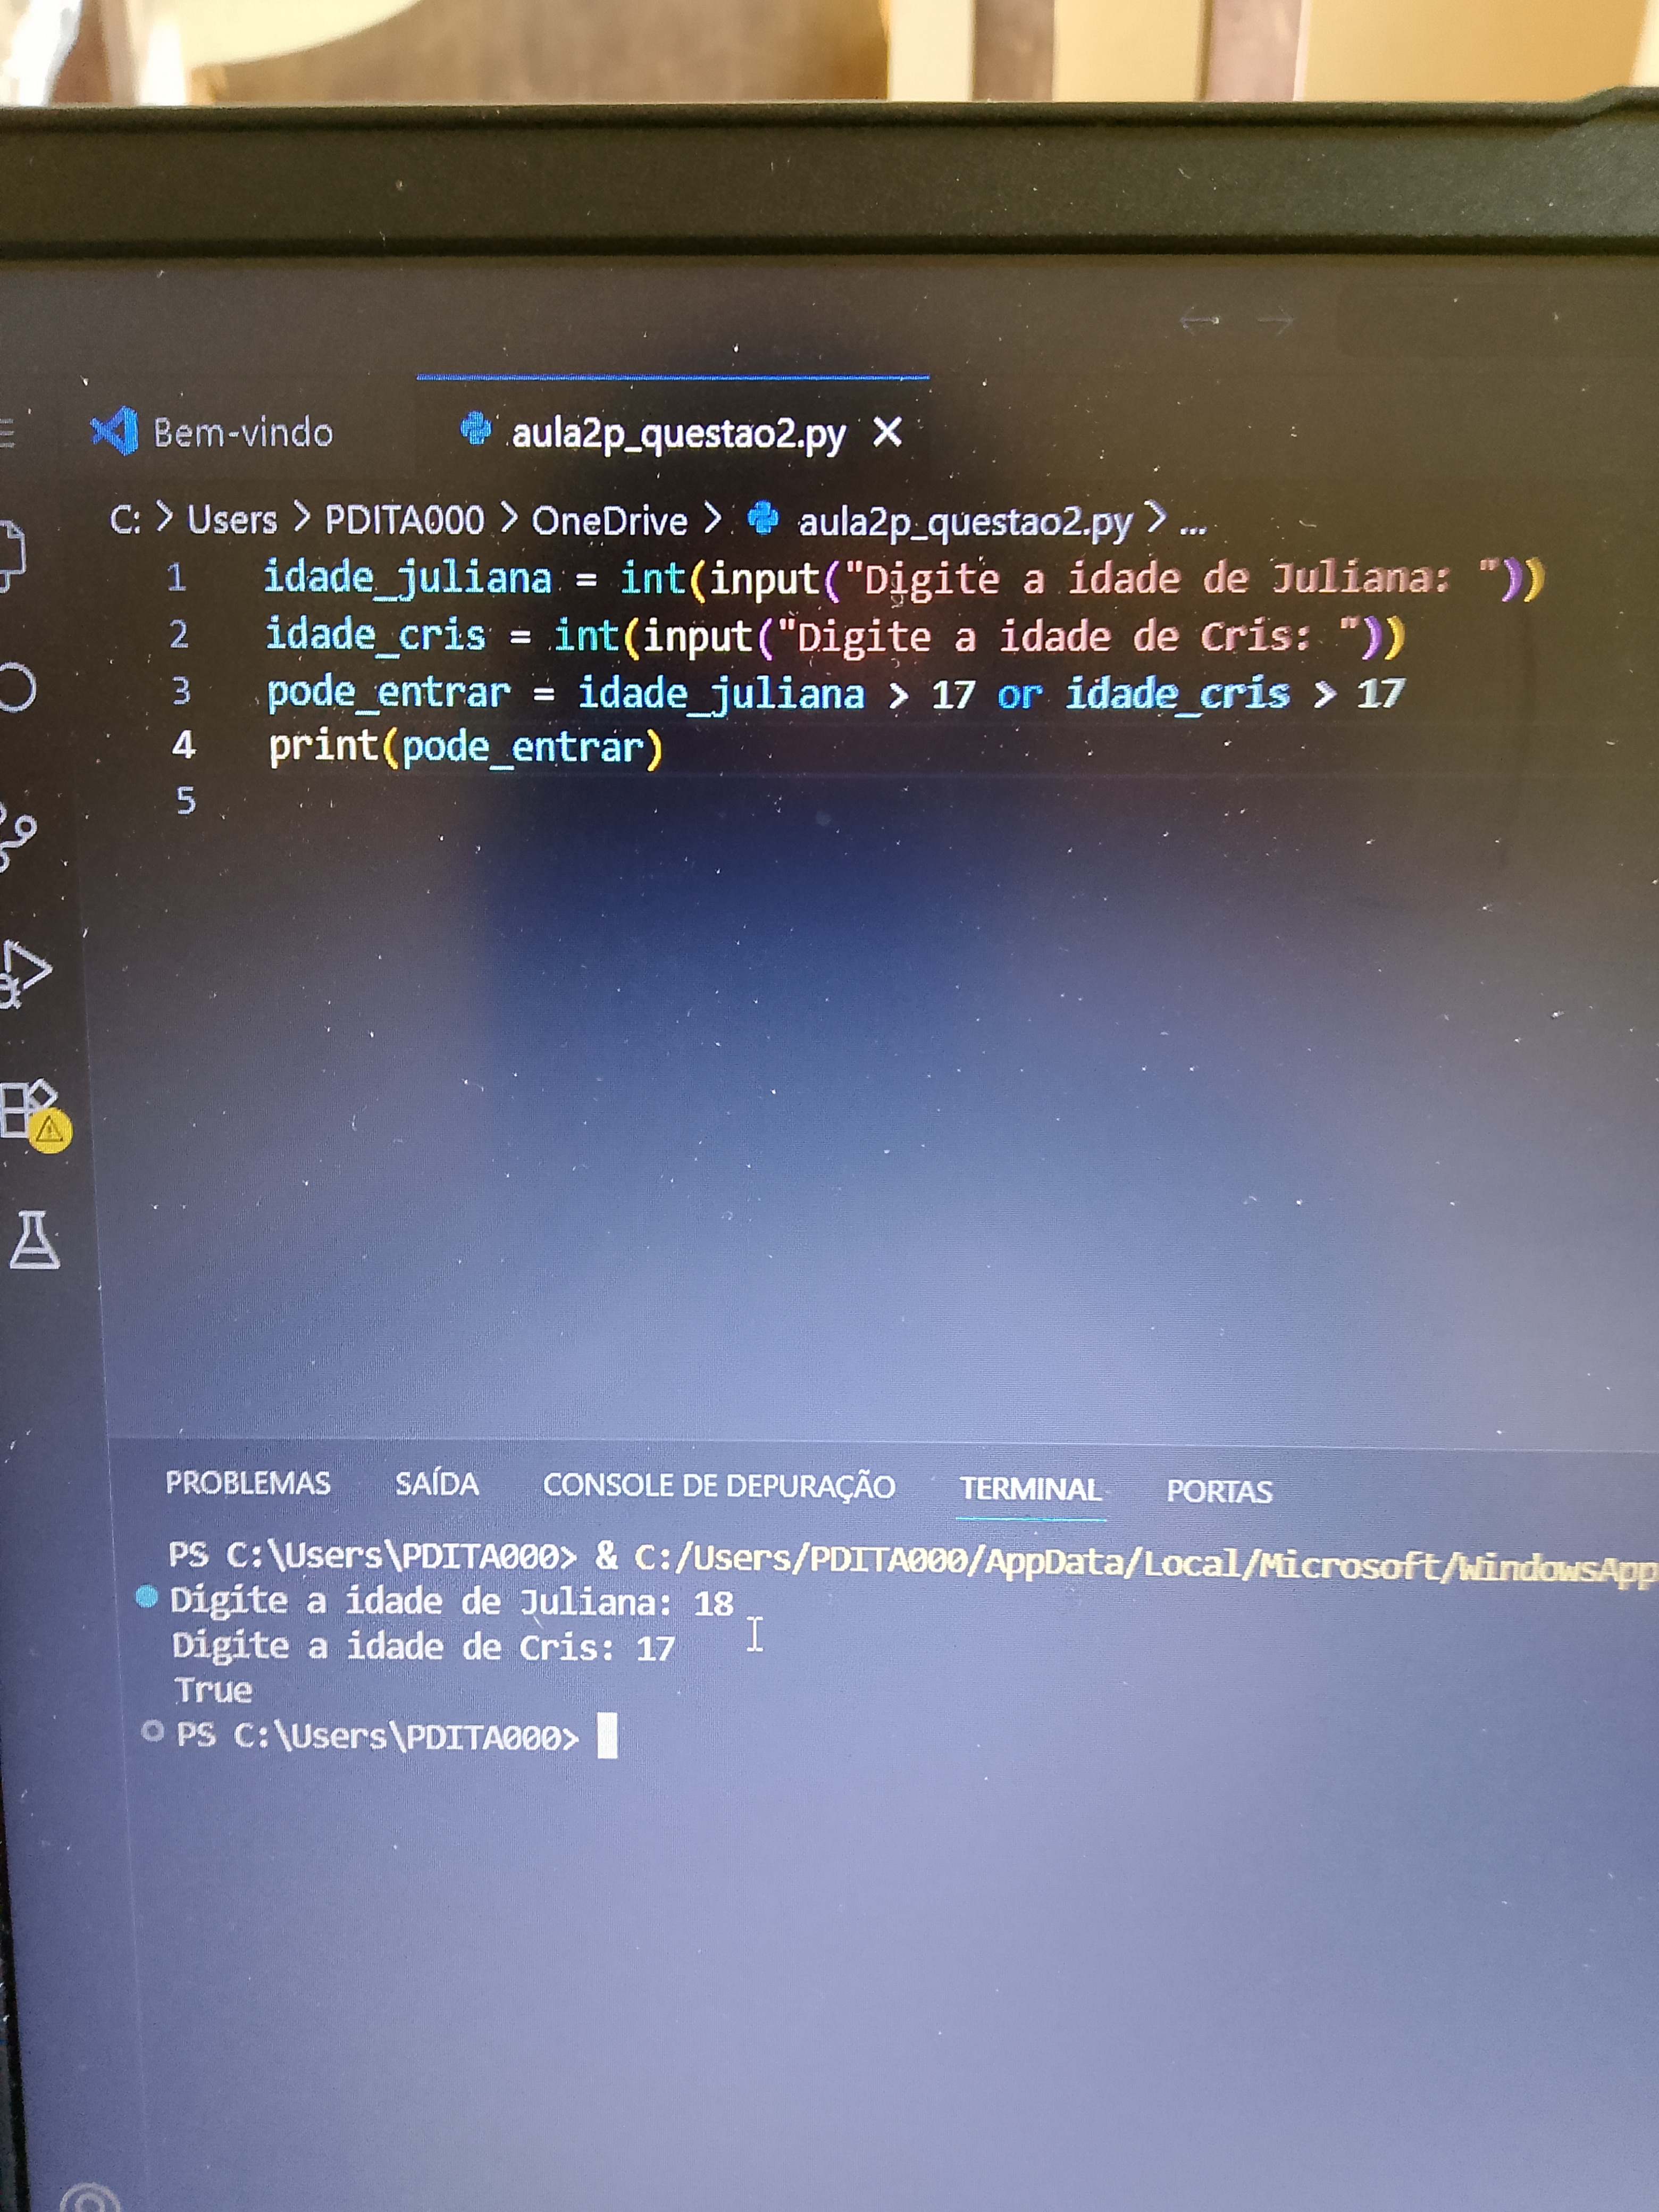 Bem-vindo
aula2p_questao2.py
C: > Users > PDITA000 > OneDrive > aula2p_questao2.py > ...
1 idade_juliana = int(input("Digite a idade de Juliana: "))
2 idade_cris = int(input("Digite a idade de Cris: "))
3 pode_entrar = idade_juliana > 17 or idade_cris > 17
4 print(pode_entrar)
5
PROBLEMAS SAÍDA CONSOLE DE DEPURAÇÃO TERMINAL PORTAS
PS C:\Users\PDITA000> & C:/Users/PDITA000/AppData/Local/Microsoft/WindowsApp
Digite a idade de Juliana: 18
Digite a idade de Cris: 17
True
PS C:\Users\PDITA000>